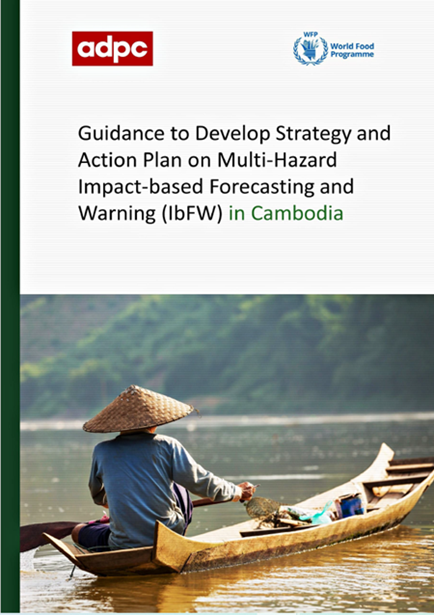 adpc
WFP
World Food
Programme
Guidance to Develop Strategy and
Action Plan on Multi-Hazard
Impact-based Forecasting and
Warning (IbFW) in Cambodia